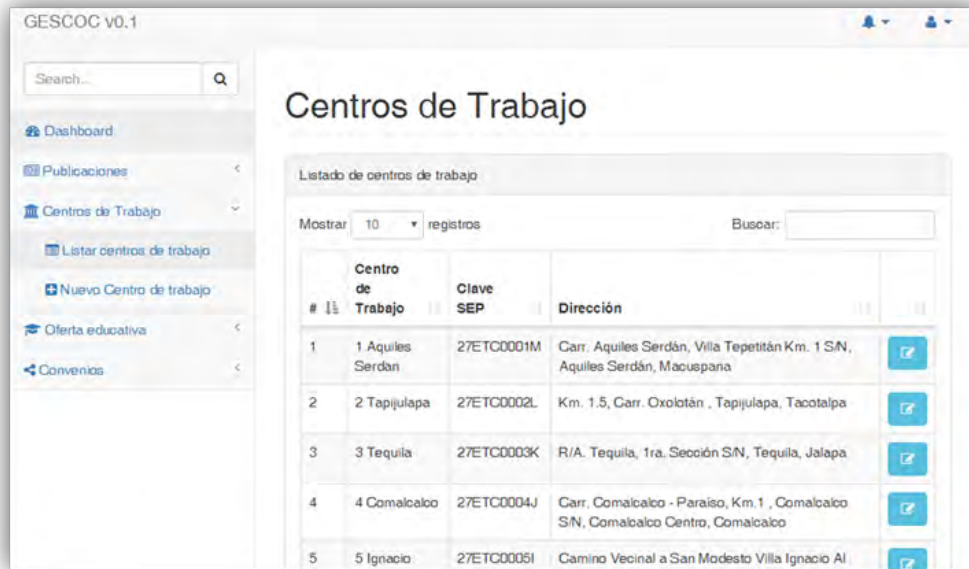 GESCOC v0.1
Search...
Dashboard
Publicaciones
Centros de Trabajo
Listar centros de trabajo
Nuevo Centro de trabajo
Oferta educativa
Convenios
Centros de Trabajo
Listado de centros de trabajo
Mostrar 10 registros
Buscar:
Centro
de
Clave
# Trabajo SEP Dirección
1 1 Aquiles 27ETC0001M Carr. Aquiles Serdán, Villa Tepetitán Km. 1 S/N,
Serdan Aquiles Serdán, Macuspana
2 2 Tapijulapa 27ETC0002L Km. 1.5, Carr. Oxolotán , Tapijulapa, Tacotalpa
3 3 Tequila 27ETC0003K R/A. Tequila, 1ra. Sección S/N, Tequila, Jalapa
4 4 Comalcalco 27ETC0004J Carr. Comalcalco - Paraíso, Km.1 , Comalcalco
S/N, Comalcalco Centro, Comalcalco
5 5 Ignacio 27ETC0005I Camino Vecinal a San Modesto Villa Ignacio Al